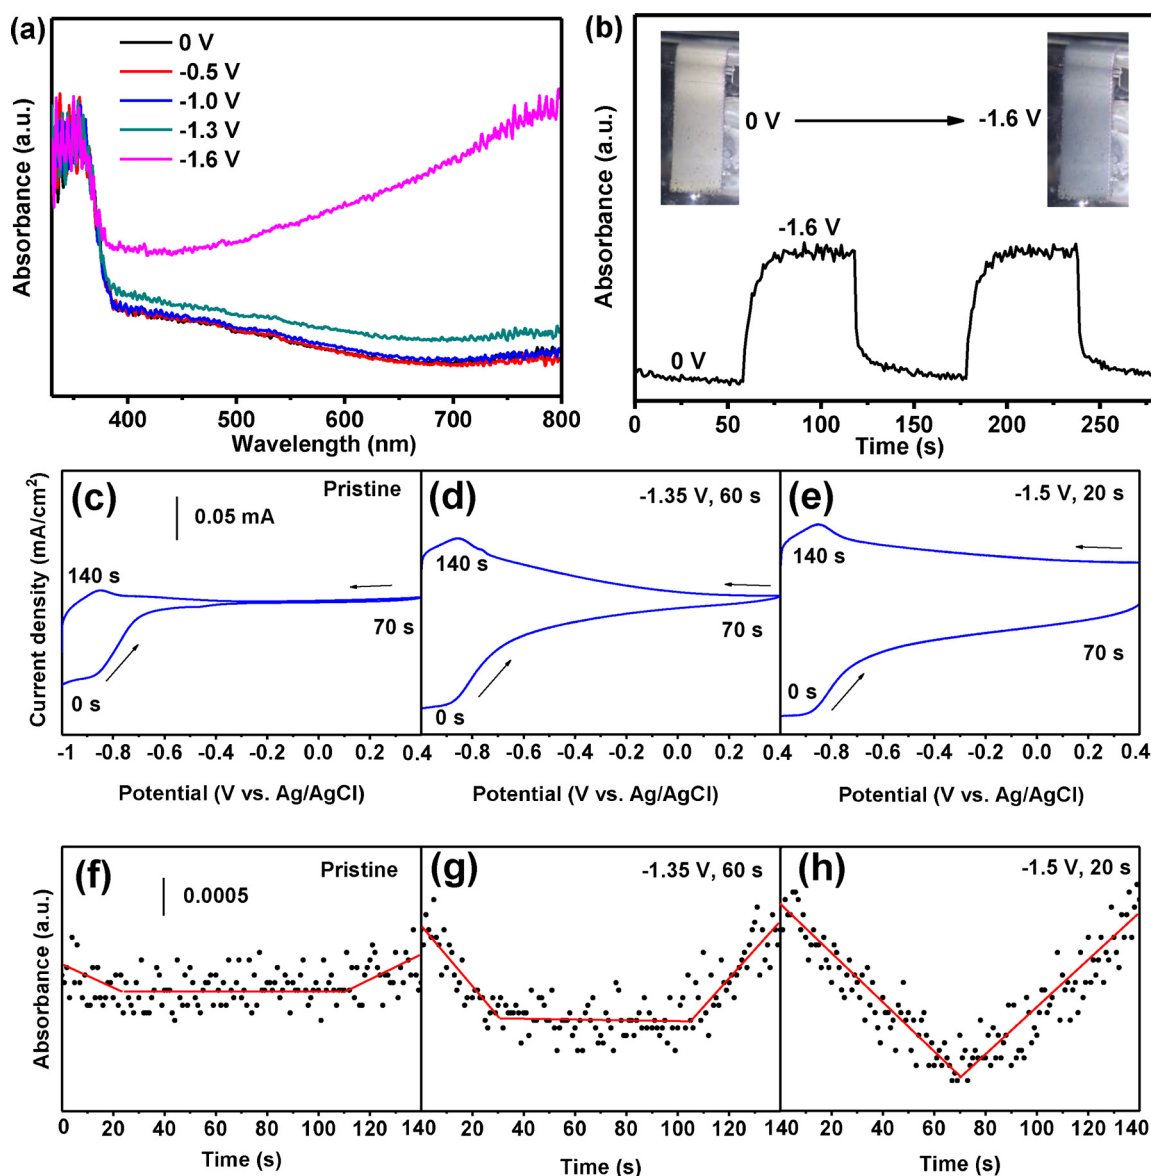 (a)
0 V
-0.5 V
-1.0 V
-1.3 V
-1.6 V
Absorbance (a.u.)
400 500 600 700 800
Wavelength (nm)
(b)
0 V
-1.6 V
-1.6 V
0 V
Absorbance (a.u.)
0 50 100 150 200 250
Time (s)
(c)
Pristine
0.05 mA
140 s
70 s
0 s
Current density (mA/cm²)
-1 -0.8 -0.6 -0.4 -0.2 0.0 0.4
Potential (V vs. Ag/AgCl)
(d)
-1.35 V, 60 s
140 s
70 s
0 s
-0.8 -0.6 -0.4 -0.2 0.0 0.4
Potential (V vs. Ag/AgCl)
(e)
-1.5 V, 20 s
140 s
70 s
0 s
-0.8 -0.6 -0.4 -0.2 0.0 0.2 0.4
Potential (V vs. Ag/AgCl)
(f)
Pristine
0.0005
Absorbance (a.u.)
0 20 40 60 80 100 120 140
Time (s)
(g)
-1.35 V, 60 s
20 40 60 80 100 120 140
Time (s)
(h)
-1.5 V, 20 s
20 40 60 80 100 120 140
Time (s)